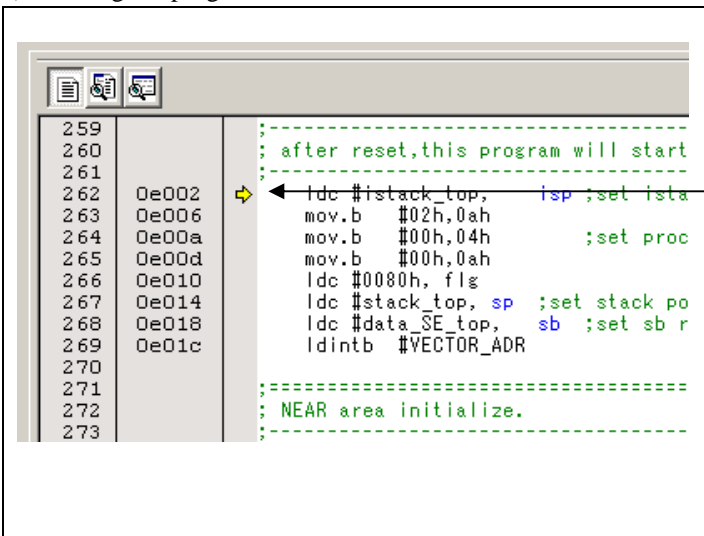 259 ;------------------------------------
260 ; after reset,this program will start
261 ;------------------------------------
262 0e002 ldc #istack_top, isp ;set ista
263 0e006 mov.b #02h,0ah
264 0e00a mov.b #00h,04h ;set proc
265 0e00d mov.b #00h,0ah
266 0e010 ldc #0080h, flg
267 0e014 ldc #stack_top, sp ;set stack po
268 0e018 ldc #data_SE_top, sb ;set sb r
269 0e01c ldintb #VECTOR_ADR
270
271 ;====================================
272 ; NEAR area initialize.
273 ;------------------------------------